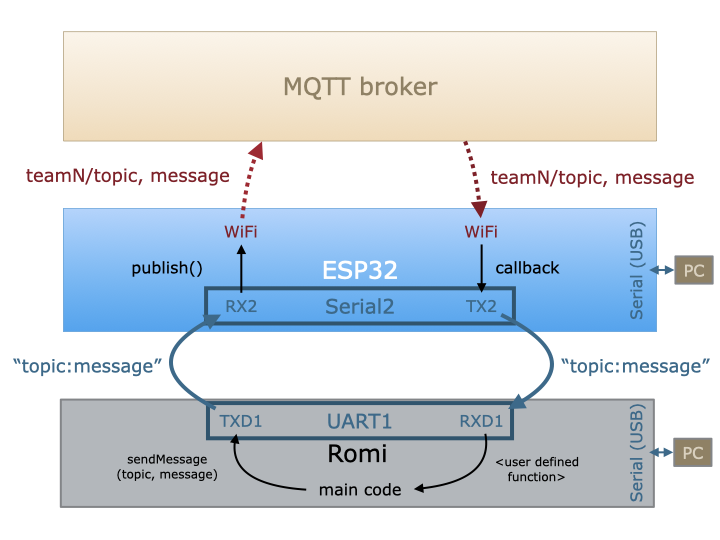 MQTT broker
teamN/topic, message
teamN/topic, message
WiFi
WiFi
publish()
ESP32
callback
Serial (USB)
PC
RX2
Serial2
TX2
“topic:message”
“topic:message”
TXD1
UART1
RXD1
Romi
Serial (USB)
PC
sendMessage
(topic, message)
main code
<user defined
function>